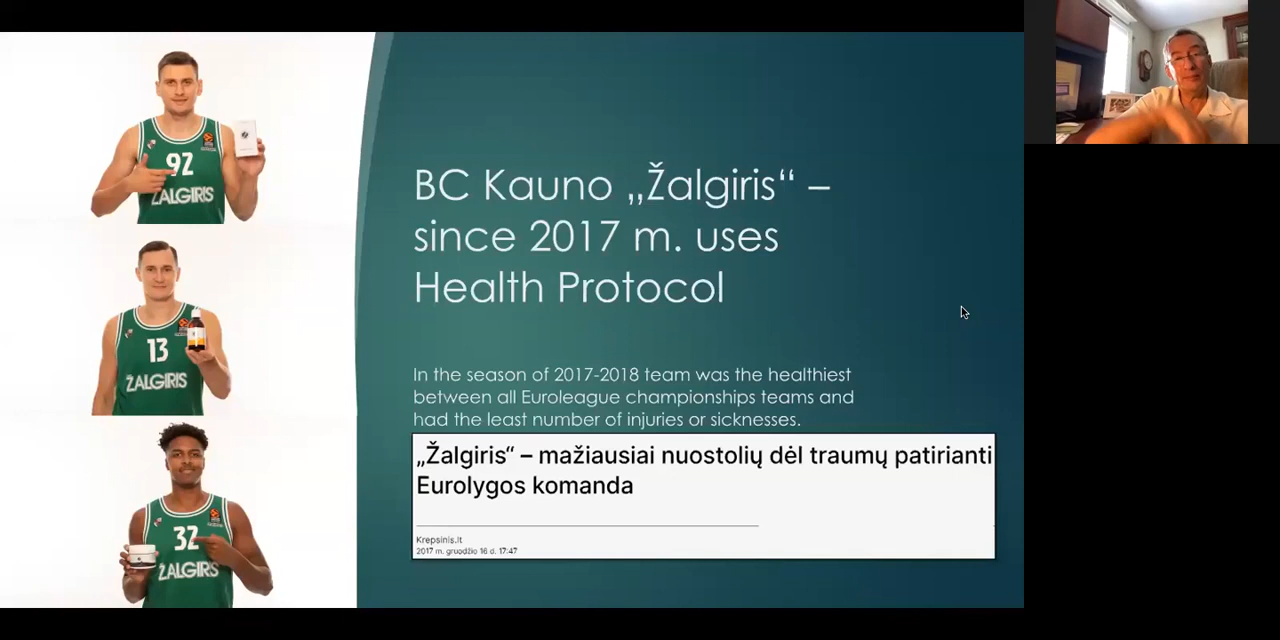 92
ŽALGIRIS
13
ŽALGIRIS
32
ŽALGIRIS
BC Kauno „Žalgiris“ –
since 2017 m. uses
Health Protocol
In the season of 2017-2018 team was the healthiest
between all Euroleague championships teams and
had the least number of injuries or sicknesses.
„Žalgiris“ – mažiausiai nuostolių dėl traumų patirianti
Eurolygos komanda
Krepsinis.lt
2017 m. gruodžio 16 d. 17:47